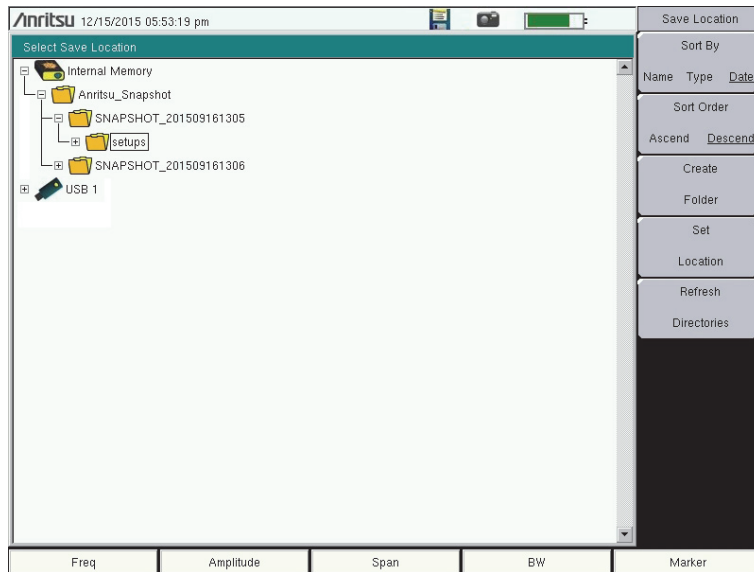 Anritsu 12/15/2015 05:53:19 pm
Save Location
Select Save Location
Internal Memory
Anritsu_Snapshot
SNAPSHOT_201509161305
setups
SNAPSHOT_201509161306
USB 1
Sort By
Name Type Date
Sort Order
Ascend Descend
Create
Folder
Set
Location
Refresh
Directories
Freq Amplitude Span BW Marker